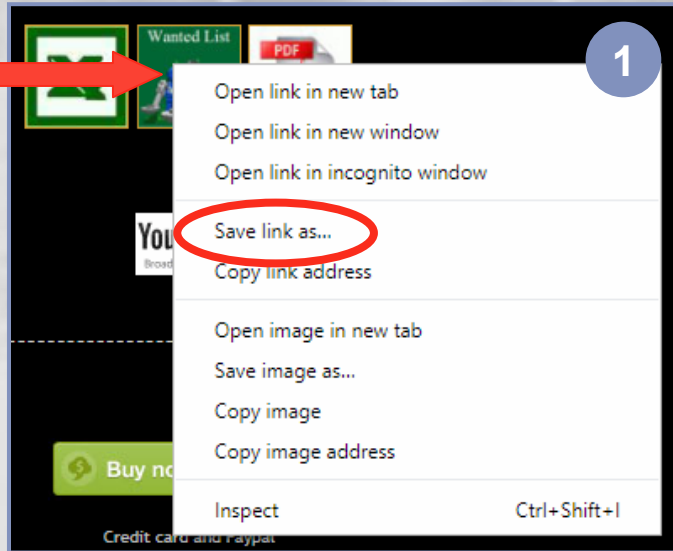 Wanted List
PDF
1
Open link in new tab
Open link in new window
Open link in incognito window
Save link as...
You
Broad
Copy link address
Open image in new tab
Save image as...
Copy image
Copy image address
Buy no
Inspect Ctrl+Shift+I
Credit card and Paypal